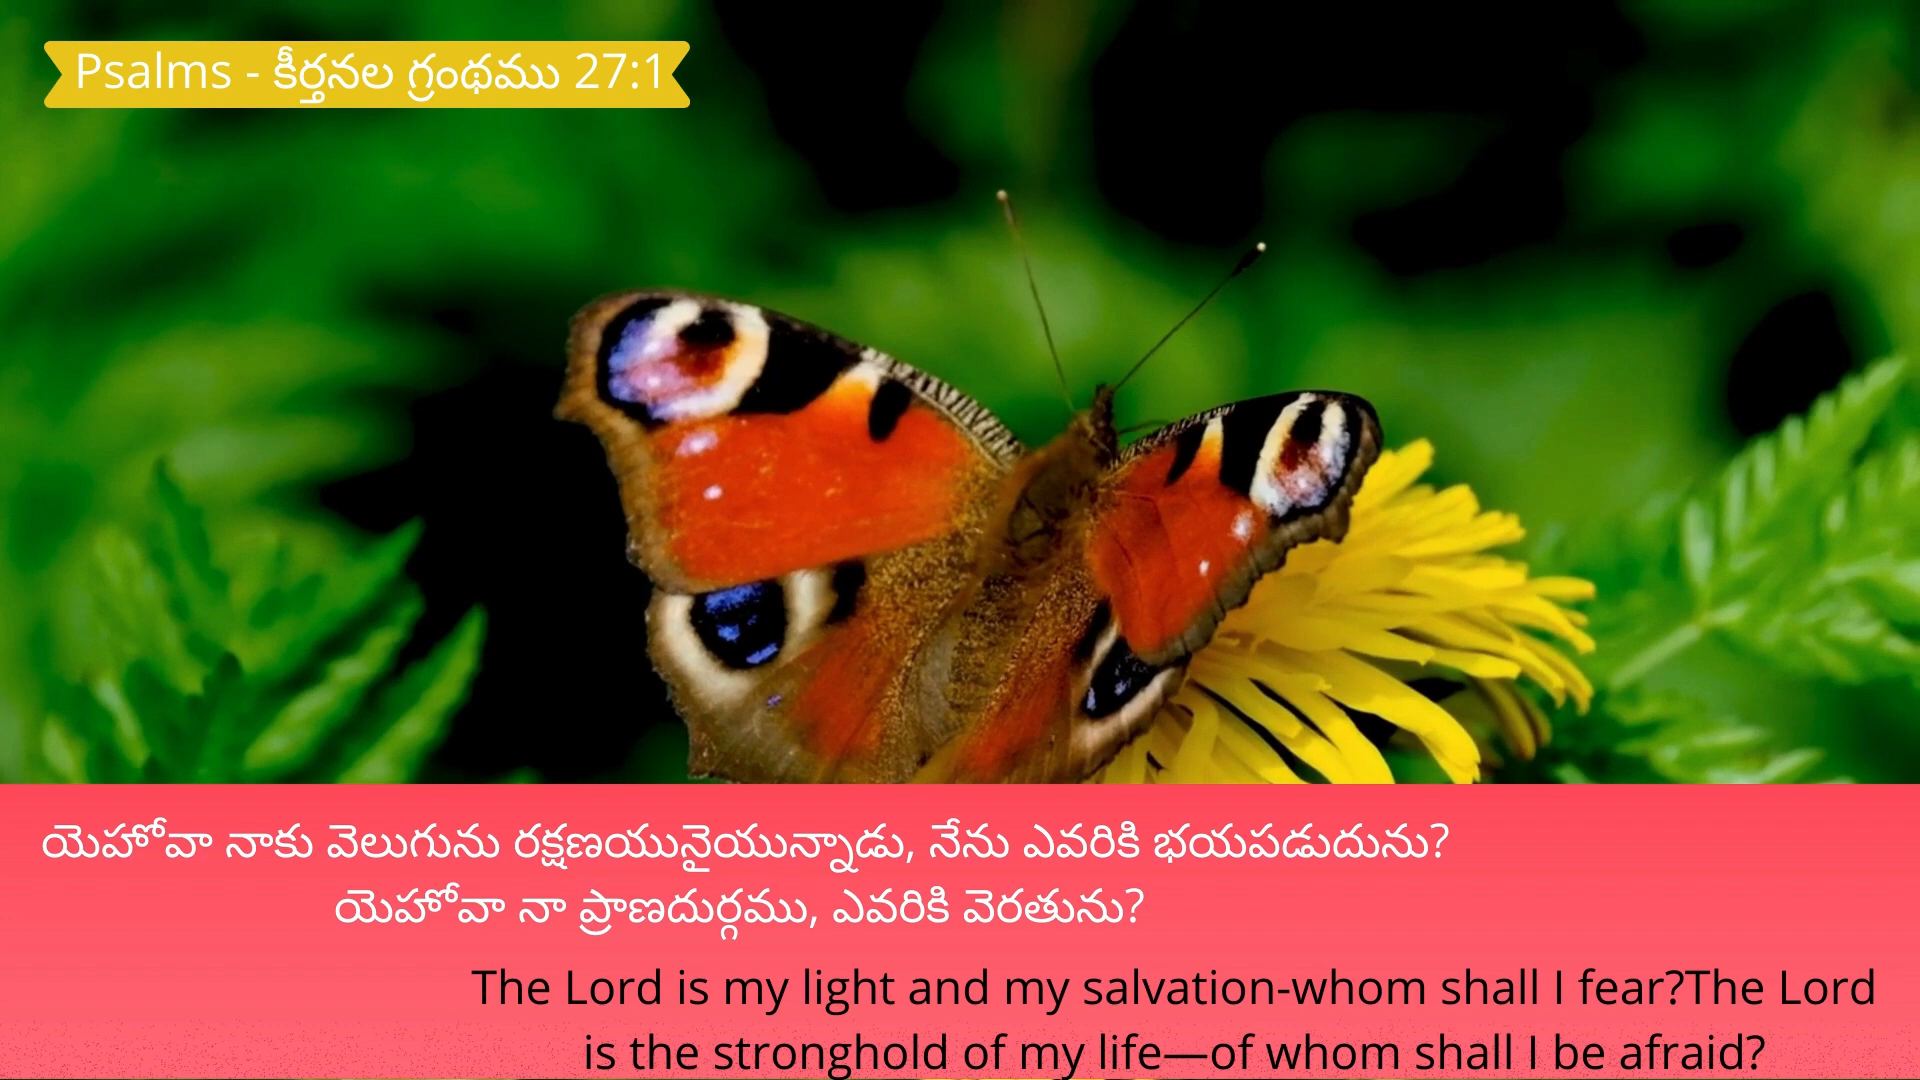 Psalms - కీర్తనల గ్రంథము 27:1
యెహోవా నాకు వెలుగును రక్షణయునైయున్నాడు, నేను ఎవరికి భయపడుదును?
యెహోవా నా ప్రాణదుర్గము, ఎవరికి వెరతును?
The Lord is my light and my salvation-whom shall I fear?The Lord
is the stronghold of my life—of whom shall I be afraid?